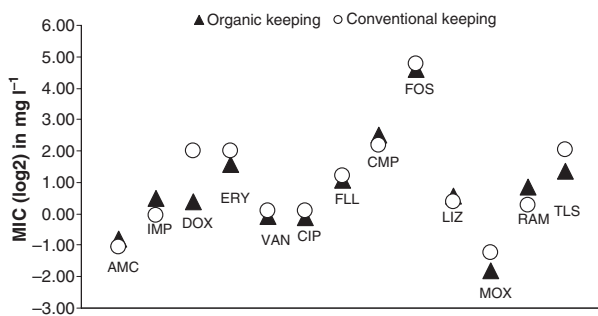 ▲ Organic keeping ○ Conventional keeping
MIC (log2) in mg l⁻¹
6.00
5.00
4.00
3.00
2.00
1.00
0.00
–1.00
–2.00
–3.00
AMC
IMP
DOX
ERY
VAN
CIP
FLL
CMP
FOS
LIZ
MOX
RAM
TLS